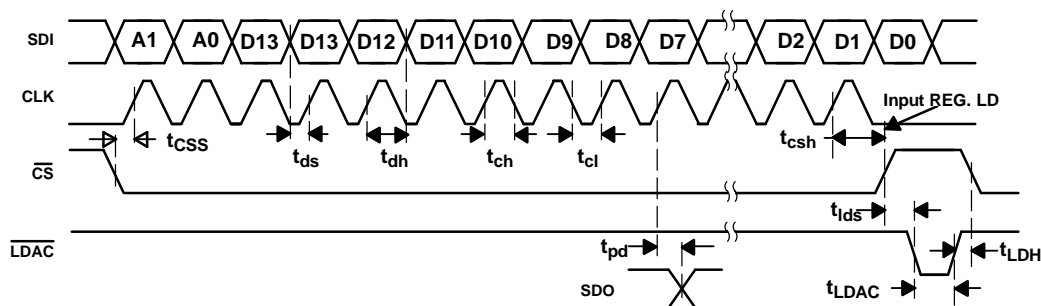 SDI A1 A0 D13 D13 D12 D11 D10 D9 D8 D7 D2 D1 D0
CLK
Input REG. LD
tCSS
tds
tdh
tch
tcl
tcsh
CS
tlds
LDAC
tpd
tLDH
SDO
tLDAC